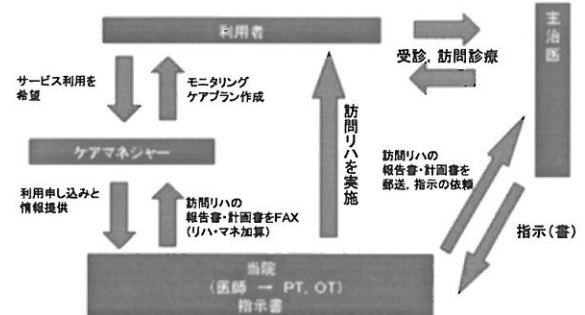 利用者
主治医
受診，訪問診療
サービス利用を
希望
モニタリング
ケアプラン作成
ケアマネジャー
訪問リハを実施
訪問リハの
報告書・計画書を
郵送，指示の依頼
利用申し込みと
情報提供
訪問リハの
報告書・計画書をFAX
(リハ・マネ加算)
指示(書)
当院
(医師 → PT, OT)
指示書